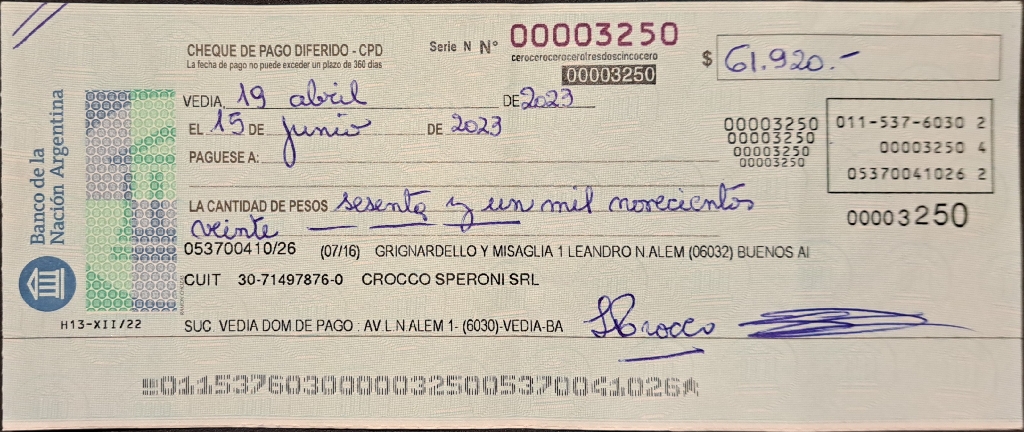 CHEQUE DE PAGO DIFERIDO - CPD
La fecha de pago no puede exceder un plazo de 360 días
Serie N Nº 00003250
cerocerocerocerotresdoscincocero
00003250
$ 61.920.-
VEDIA, 19 abril DE 2023
EL 15 DE junio DE 2023
PAGUESE A:
00003250
00003250
00003250
00003250
011-537-6030 2
00003250 4
05370041026 2
00003250
LA CANTIDAD DE PESOS sesenta y un mil novecientos
veinte
053700410/26 (07/16) GRIGNARDELLO Y MISAGLIA 1 LEANDRO N.ALEM (06032) BUENOS AI
CUIT 30-71497876-0 CROCCO SPERONI SRL
SUC. VEDIA DOM.DE PAGO : AV.L.N.ALEM 1- (6030)-VEDIA-BA
Banco de la
Nación Argentina
H13-XII/22
01153760300000325005370041026